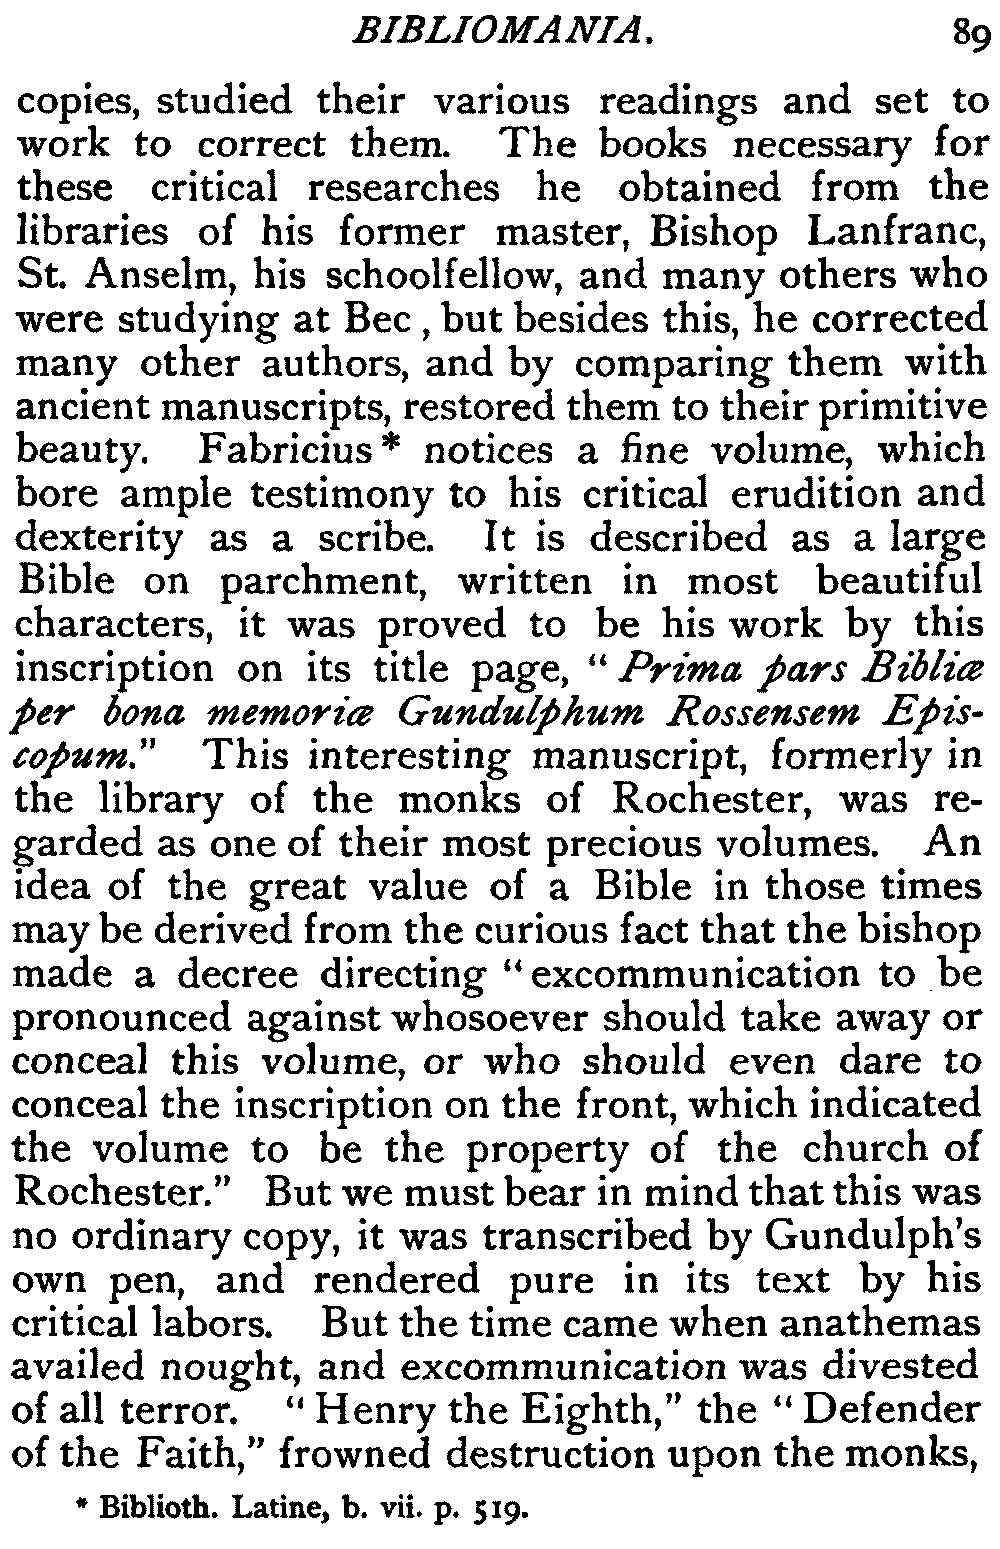 BIBLIOMANIA. 89
copies, studied their various readings and set to
work to correct them. The books necessary for
these critical researches he obtained from the
libraries of his former master, Bishop Lanfranc,
St. Anselm, his schoolfellow, and many others who
were studying at Bec , but besides this, he corrected
many other authors, and by comparing them with
ancient manuscripts, restored them to their primitive
beauty. Fabricius * notices a fine volume, which
bore ample testimony to his critical erudition and
dexterity as a scribe. It is described as a large
Bible on parchment, written in most beautiful
characters, it was proved to be his work by this
inscription on its title page, " Prima pars Bibliæ
per bona memoriæ Gundulphum Rossensem Epis-
copum." This interesting manuscript, formerly in
the library of the monks of Rochester, was re-
garded as one of their most precious volumes. An
idea of the great value of a Bible in those times
may be derived from the curious fact that the bishop
made a decree directing " excommunication to be
pronounced against whosoever should take away or
conceal this volume, or who should even dare to
conceal the inscription on the front, which indicated
the volume to be the property of the church of
Rochester." But we must bear in mind that this was
no ordinary copy, it was transcribed by Gundulph's
own pen, and rendered pure in its text by his
critical labors. But the time came when anathemas
availed nought, and excommunication was divested
of all terror. " Henry the Eighth," the " Defender
of the Faith," frowned destruction upon the monks,
* Biblioth. Latine, b. vii. p. 519.